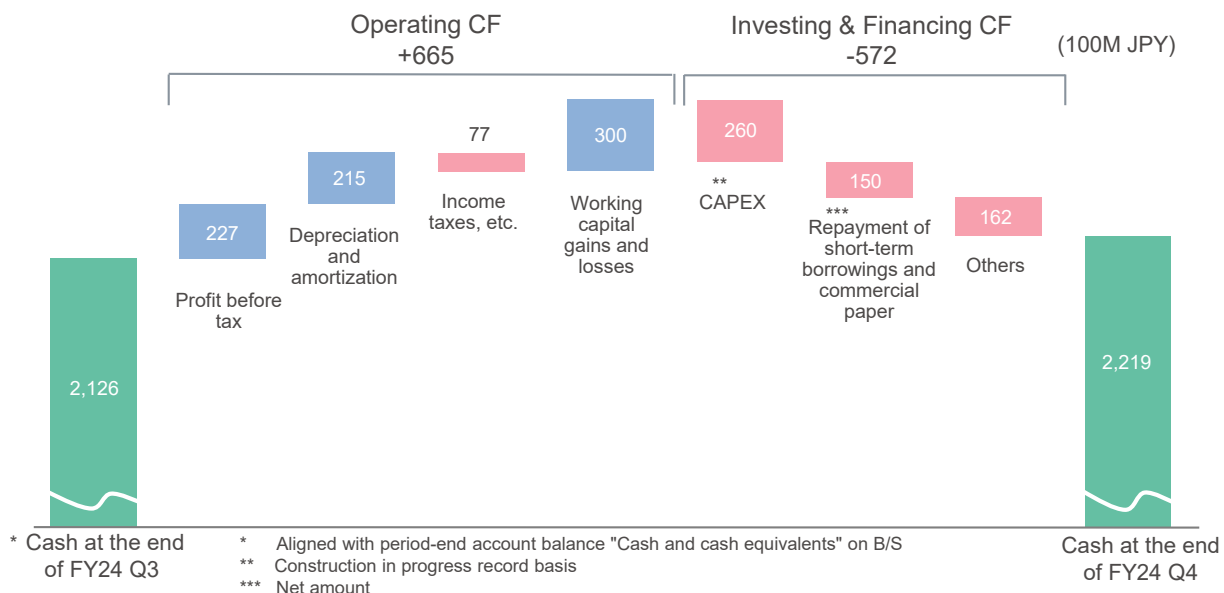 Operating CF
+665
Investing & Financing CF
-572
(100M JPY)
2,126
227
Profit before
tax
215
Depreciation and
amortization
77
Income
taxes, etc.
300
Working
capital
gains and
losses
260
**
CAPEX
150
***
Repayment of
short-term
borrowings and
commercial
paper
162
Others
2,219
* Cash at the end
of FY24 Q3
Cash at the end
of FY24 Q4
* Aligned with period-end account balance "Cash and cash equivalents" on B/S
** Construction in progress record basis
*** Net amount